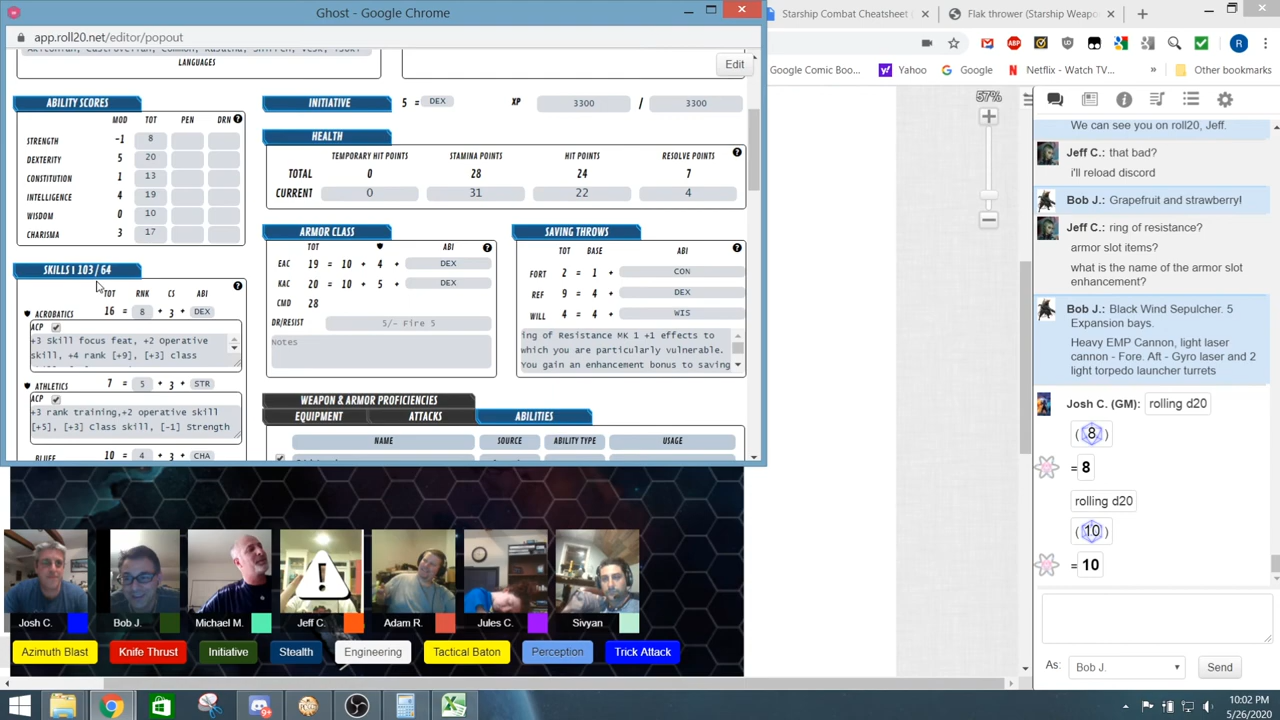 Ghost - Google Chrome
Starship Combat Cheatsheet (
Flak thrower (Starship Weapo
app.roll20.net/editor/popout
Google Comic Boo...
Yahoo
Google
Netflix - Watch TV...
Other bookmarks
LANGUAGES
Edit
57%
ABILITY SCORES
MOD TOT PEN DRN
STRENGTH -1 8
DEXTERITY 5 20
CONSTITUTION 1 13
INTELLIGENCE 4 19
WISDOM 0 10
CHARISMA 3 17
INITIATIVE 5 = DEX XP 3300 / 3300
HEALTH
TEMPORARY HIT POINTS STAMINA POINTS HIT POINTS RESOLVE POINTS
TOTAL 0 28 24 7
CURRENT 0 31 22 4
ARMOR CLASS
TOT ABI
EAC 19 = 10 + 4 + DEX
KAC 20 = 10 + 5 + DEX
CMD 28
DR/RESIST 5/- Fire 5
Notes
SAVING THROWS
TOT BASE ABI
FORT 2 = 1 + CON
REF 9 = 4 + DEX
WILL 4 = 4 + WIS
ing of Resistance MK 1 +1 effects to
which you are particularly vulnerable.
You gain an enhancement bonus to saving
SKILLS | 103 / 64
TOT RNK CS ABI
ACROBATICS 16 = 8 + 3 + DEX
ACP
+3 skill focus feat, +2 Operative
skill, +4 rank [+9], [+3] class
ATHLETICS 7 = 5 + 3 + STR
ACP
+3 rank training,+2 operative skill
[+5], [+3] Class skill, [-1] Strength
BLUFF 10 = 4 + 3 + CHA
WEAPON & ARMOR PROFICIENCIES
EQUIPMENT ATTACKS ABILITIES
NAME SOURCE ABILITY TYPE USAGE
We can see you on roll20, Jeff.
Jeff C.: that bad?
i'll reload discord
Bob J.: Grapefruit and strawberry!
Jeff C.: ring of resistance?
armor slot items?
what is the name of the armor slot
enhancement?
Bob J.: Black Wind Sepulcher. 5
Expansion bays.
Heavy EMP Cannon, light laser
cannon - Fore. Aft - Gyro laser and 2
light torpedo launcher turrets
Josh C. (GM): rolling d20
(8)
= 8
rolling d20
(10)
= 10
As: Bob J. Send
Josh C. Bob J. Michael M. Jeff C. Adam R. Jules C. Sivyan
Azimuth Blast Knife Thrust Initiative Stealth Engineering Tactical Baton Perception Trick Attack
10:02 PM
5/26/2020